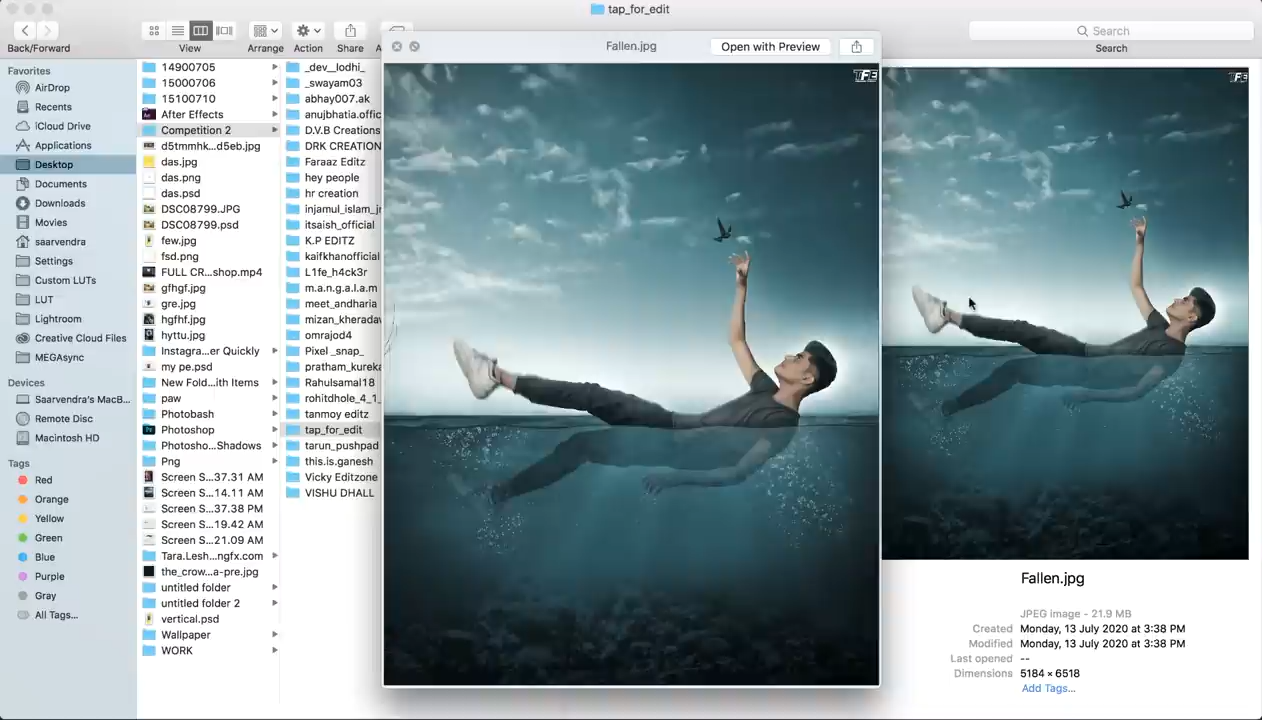 tap_for_edit
Back/Forward
View
Arrange
Action
Share
Search
Search
Favorites
AirDrop
Recents
iCloud Drive
Applications
Desktop
Documents
Downloads
Movies
saarvendra
Settings
Custom LUTs
LUT
Lightroom
Creative Cloud Files
MEGAsync
Devices
Saarvendra's MacB...
Remote Disc
Macintosh HD
Tags
Red
Orange
Yellow
Green
Blue
Purple
Gray
All Tags...
14900705
15000706
15100710
After Effects
Competition 2
d5tmmhk...d5eb.jpg
das.jpg
das.png
das.psd
DSC08799.JPG
DSC08799.psd
few.jpg
fsd.png
FULL CR...shop.mp4
gfhgf.jpg
gre.jpg
hgfhf.jpg
hyttu.jpg
Instagra...er Quickly
my pe.psd
New Fold...ith Items
paw
Photobash
Photoshop
Photosho...Shadows
Png
Screen S...37.31 AM
Screen S...14.11 AM
Screen S...37.38 PM
Screen S...19.42 AM
Screen S...21.09 AM
Tara.Lesh...ngfx.com
the_crow...a-pre.jpg
untitled folder
untitled folder 2
vertical.psd
Wallpaper
WORK
_dev__lodhi_
_swayam03
abhay007.ak
anujbhatia.offic
D.V.B Creations
DRK CREATION
Faraaz Editz
hey people
hr creation
injamul_islam_
itsaish_official
K.P EDITZ
kaifkhanofficial
L1fe_h4ck3r
m.a.n.g.a.l.a.m
meet_andharia
mizan_kherada
omrajod4
Pixel _snap_
pratham_kureka
Rahulsamal18
rohitdhole_4_1_
tanmoy editz
tap_for_edit
tarun_pushpad
this.is.ganesh
Vicky Editzone
VISHU DHALL
Fallen.jpg
Open with Preview
TFE
TFE
Fallen.jpg
JPEG image - 21.9 MB
Created Monday, 13 July 2020 at 3:38 PM
Modified Monday, 13 July 2020 at 3:38 PM
Last opened --
Dimensions 5184 × 6518
Add Tags...